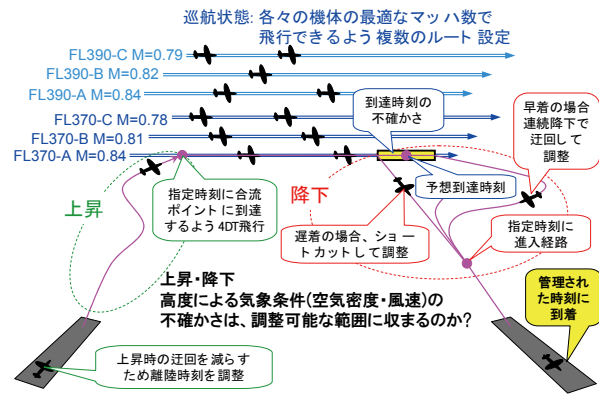 巡航状態: 各々の機体の最適なマッハ数で
飛行できるよう複数のルート設定
FL390-C M=0.79
FL390-B M=0.82
FL390-A M=0.84
FL370-C M=0.78
FL370-B M=0.81
FL370-A M=0.84
到達時刻の
不確かさ
早着の場合
連続降下で
迂回して
調整
上昇
指定時刻に合流
ポイントに到達
するよう4DT飛行
降下
予想到達時刻
遅着の場合、ショー
トカットして調整
指定時刻に
進入経路
上昇・降下
高度による気象条件(空気密度・風速)の
不確かさは、調整可能な範囲に収まるのか?
管理され
た時刻に
到着
上昇時の迂回を減らす
ため離陸時刻を調整